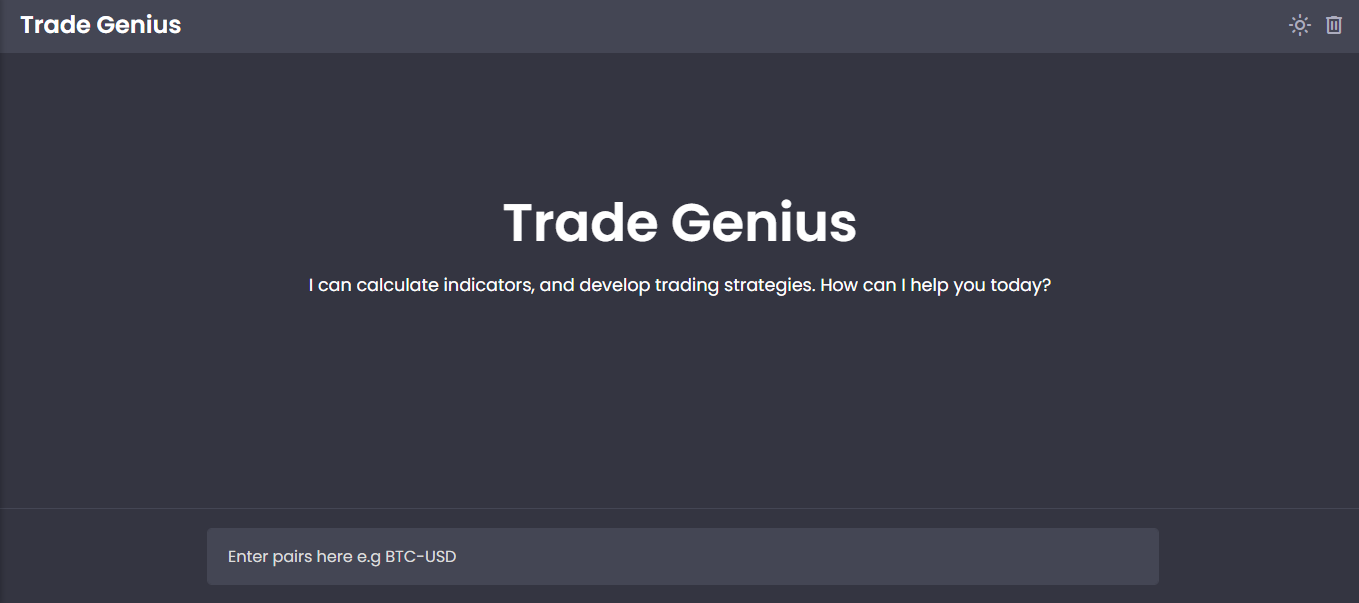 Trade Genius
Trade Genius
I can calculate indicators, and develop trading strategies. How can I help you today?
Enter pairs here e.g BTC-USD